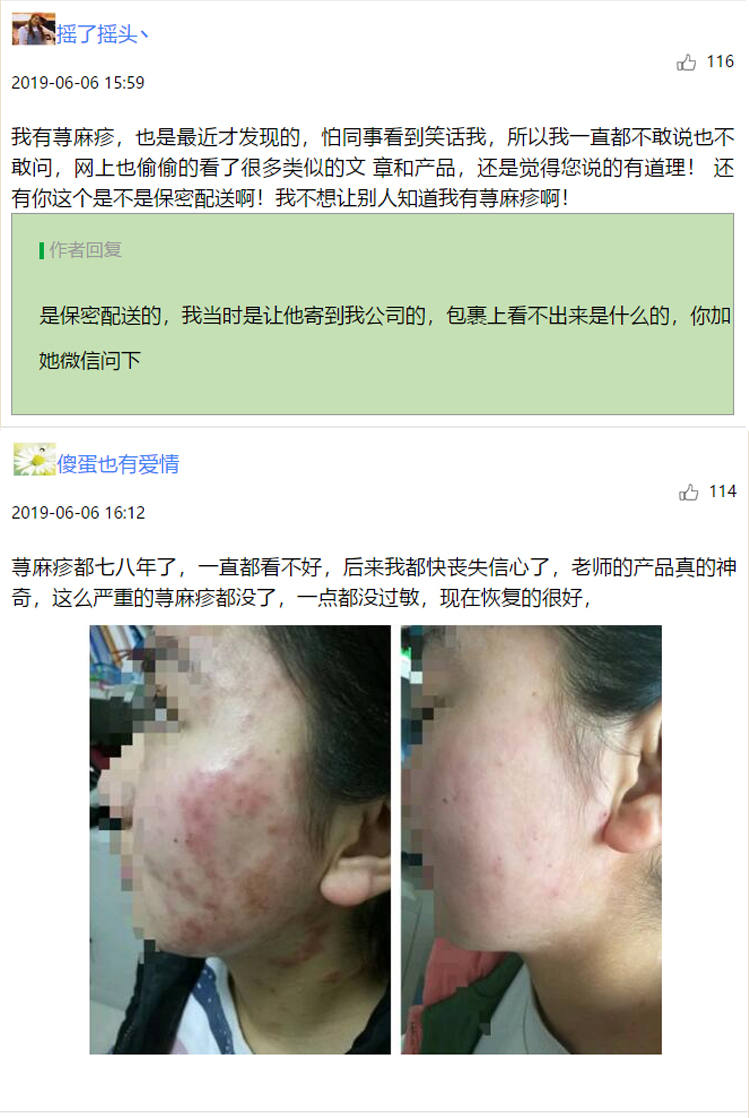 摇了摇头、
116
2019-06-06 15:59
我有荨麻疹，也是最近才发现的，怕同事看到笑话我，所以我一直都不敢说也不
敢问，网上也偷偷的看了很多类似的文 章和产品，还是觉得您说的有道理！ 还
有你这个是不是保密配送啊！我不想让别人知道我有荨麻疹啊！
作者回复
是保密配送的，我当时是让他寄到我公司的，包裹上看不出来是什么的，你加
她微信问下
傻蛋也有爱情
114
2019-06-06 16:12
荨麻疹都七八年了，一直都看不好，后来我都快丧失信心了，老师的产品真的神
奇，这么严重的荨麻疹都没了，一点都没过敏，现在恢复的很好，